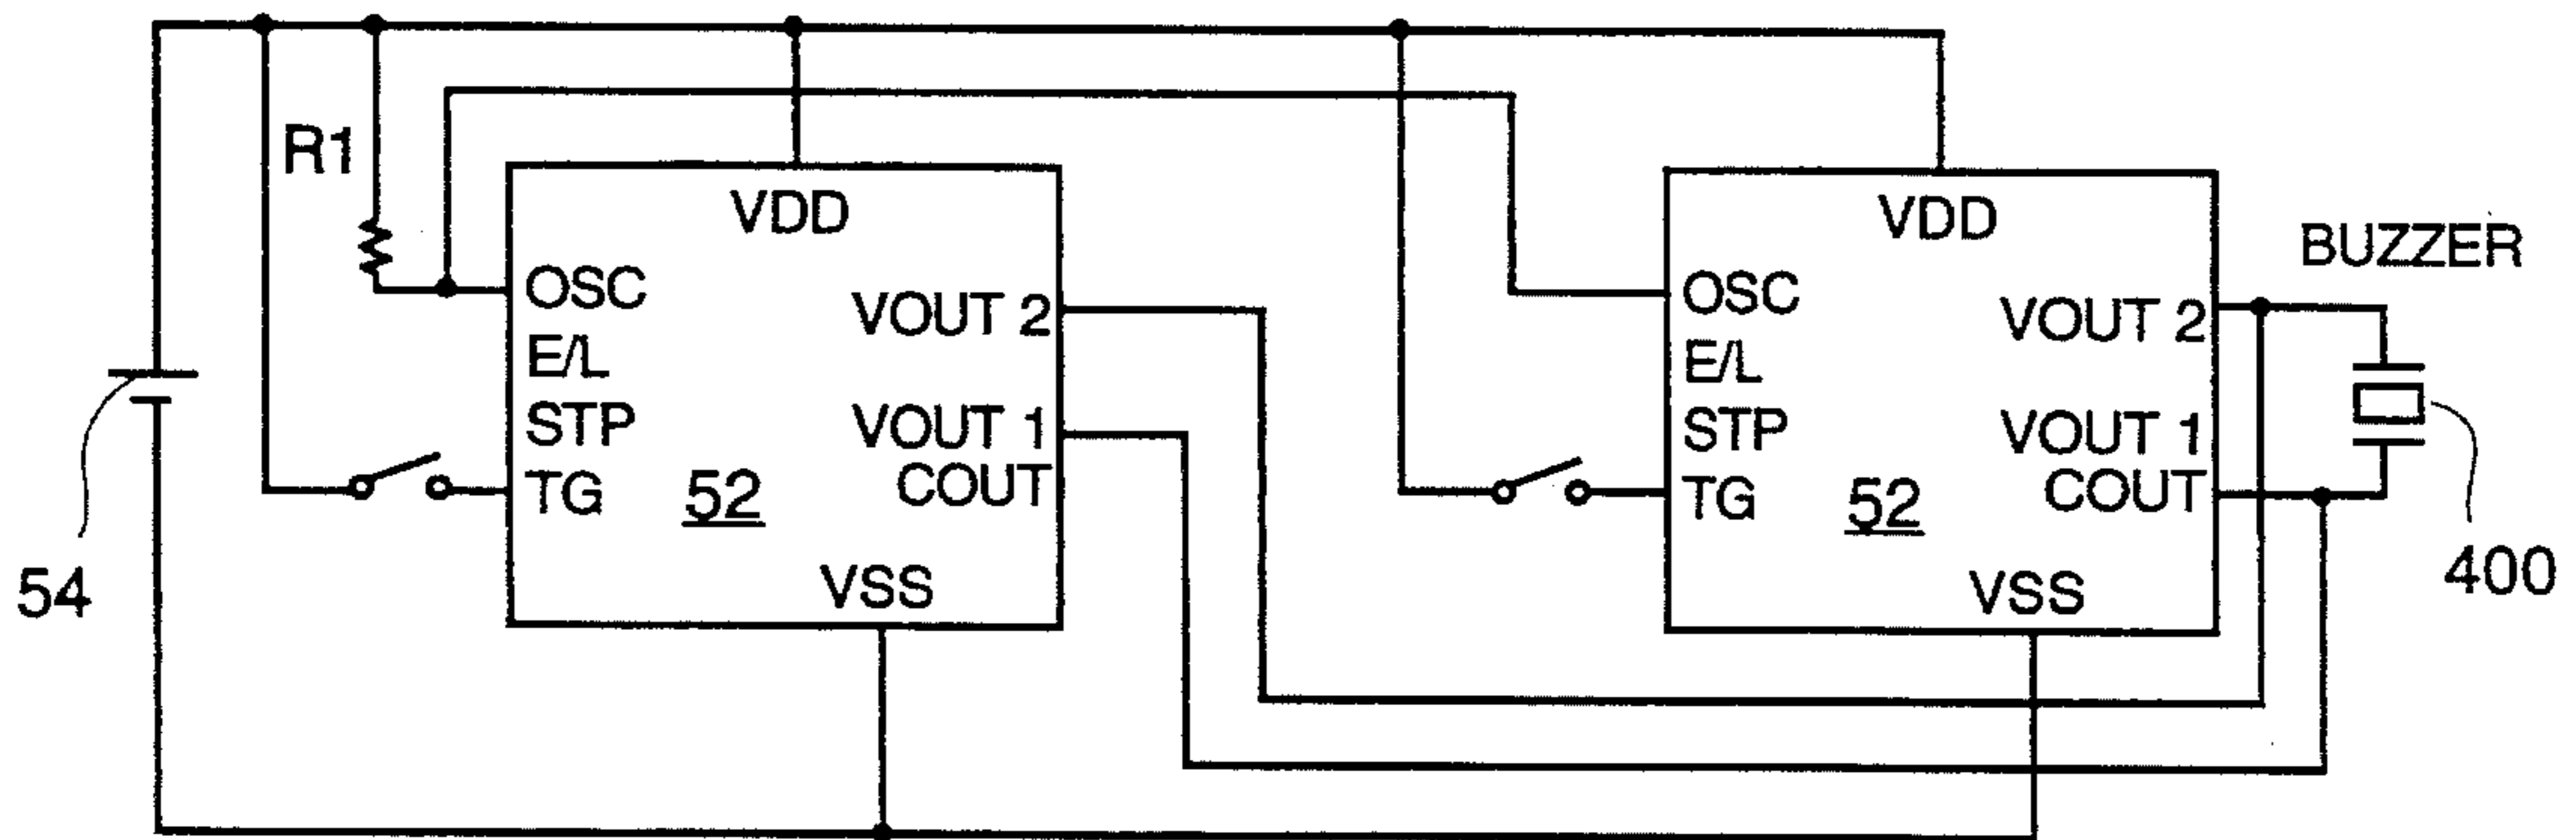 R1
VDD
OSC
E/L
STP
TG
VOUT 2
VOUT 1
COUT
52
VSS
54
VDD
OSC
E/L
STP
TG
VOUT 2
VOUT 1
COUT
52
VSS
BUZZER
400